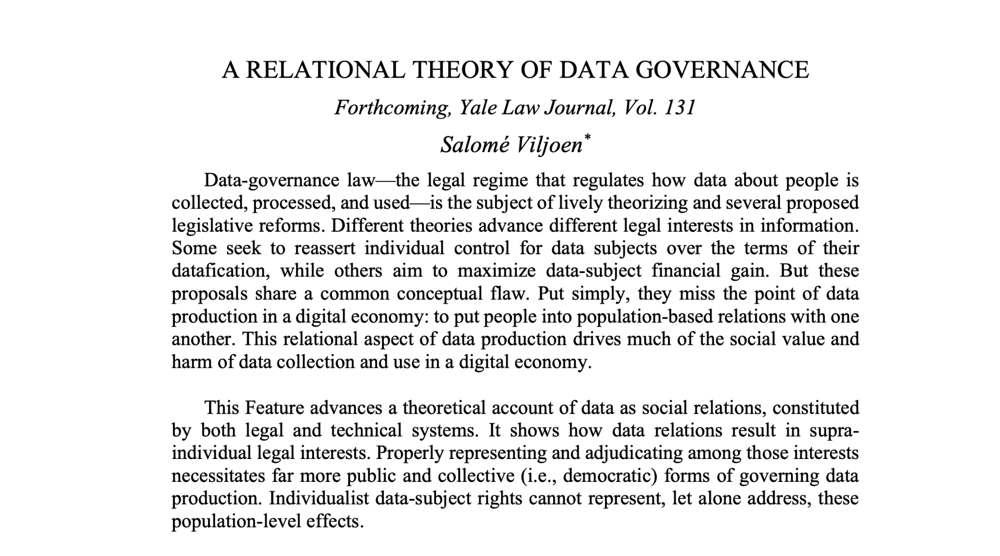 A RELATIONAL THEORY OF DATA GOVERNANCE
Forthcoming, Yale Law Journal, Vol. 131
Salomé Viljoen*
Data-governance law—the legal regime that regulates how data about people is
collected, processed, and used—is the subject of lively theorizing and several proposed
legislative reforms. Different theories advance different legal interests in information.
Some seek to reassert individual control for data subjects over the terms of their
datafication, while others aim to maximize data-subject financial gain. But these
proposals share a common conceptual flaw. Put simply, they miss the point of data
production in a digital economy: to put people into population-based relations with one
another. This relational aspect of data production drives much of the social value and
harm of data collection and use in a digital economy.
This Feature advances a theoretical account of data as social relations, constituted
by both legal and technical systems. It shows how data relations result in supra-
individual legal interests. Properly representing and adjudicating among those interests
necessitates far more public and collective (i.e., democratic) forms of governing data
production. Individualist data-subject rights cannot represent, let alone address, these
population-level effects.